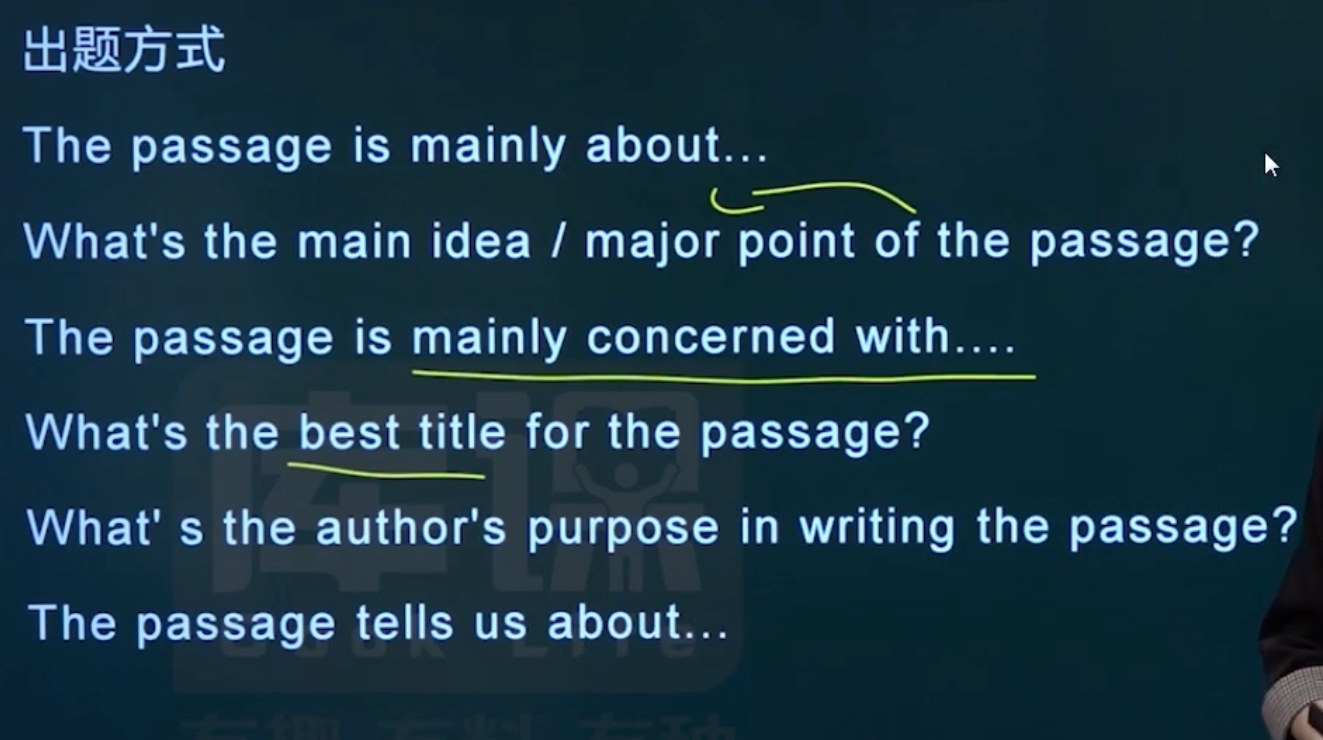 出题方式
The passage is mainly about...
What's the main idea / major point of the passage?
The passage is mainly concerned with....
What's the best title for the passage?
What' s the author's purpose in writing the passage?
The passage tells us about...
库课